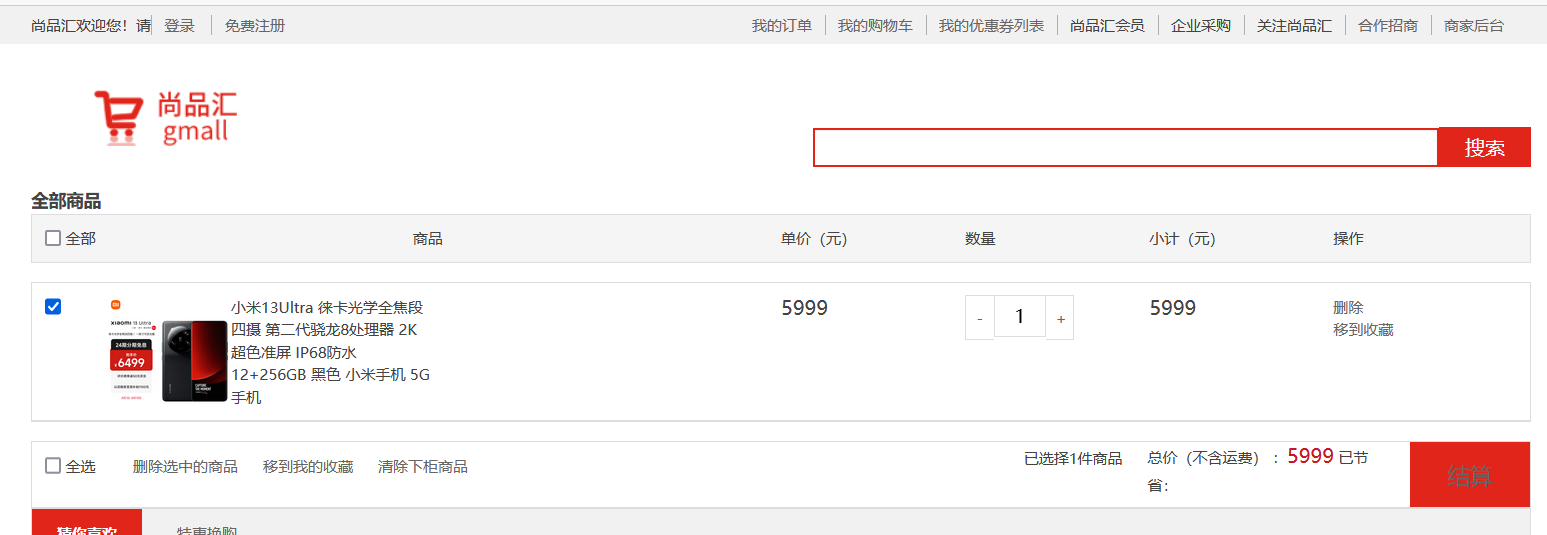 尚品汇欢迎您！请 登录 免费注册 我的订单 我的购物车 我的优惠券列表 尚品汇会员 企业采购 关注尚品汇 合作招商 商家后台
尚品汇
gmall
搜索
全部商品
全部 商品 单价（元） 数量 小计（元） 操作
小米13Ultra 徕卡光学全焦段
四摄 第二代骁龙8处理器 2K
超色准屏 IP68防水
12+256GB 黑色 小米手机 5G
手机
xiaomi 13 Ultra
24期分期免息
¥6499
5999 - 1 + 5999 删除
移到收藏
全选 删除选中的商品 移到我的收藏 清除下柜商品 已选择1件商品 总价（不含运费）：5999 已节
省：
结算
猜你喜欢 特惠换购